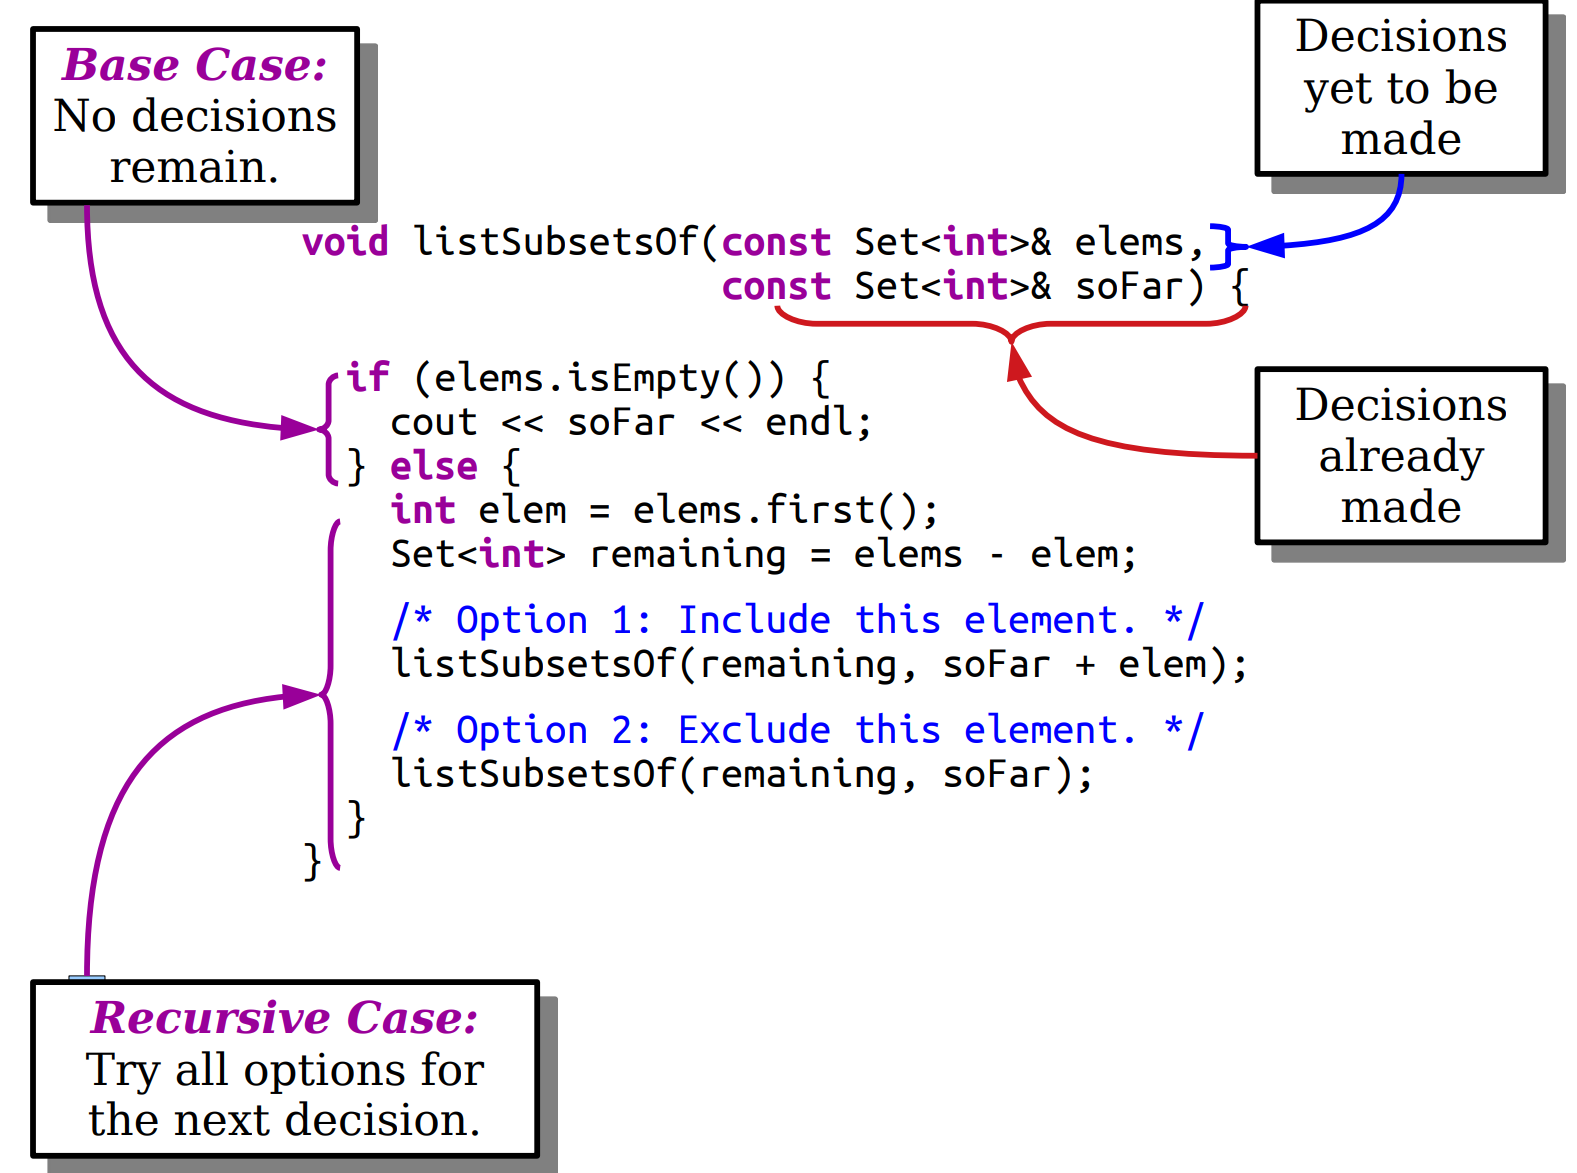 Base Case:
No decisions
remain.
Decisions
yet to be
made
void listSubsetsOf(const Set<int>& elems,
const Set<int>& soFar) {
if (elems.isEmpty()) {
cout << soFar << endl;
} else {
int elem = elems.first();
Set<int> remaining = elems - elem;
/* Option 1: Include this element. */
listSubsetsOf(remaining, soFar + elem);
/* Option 2: Exclude this element. */
listSubsetsOf(remaining, soFar);
}
}
Decisions
already
made
Recursive Case:
Try all options for
the next decision.